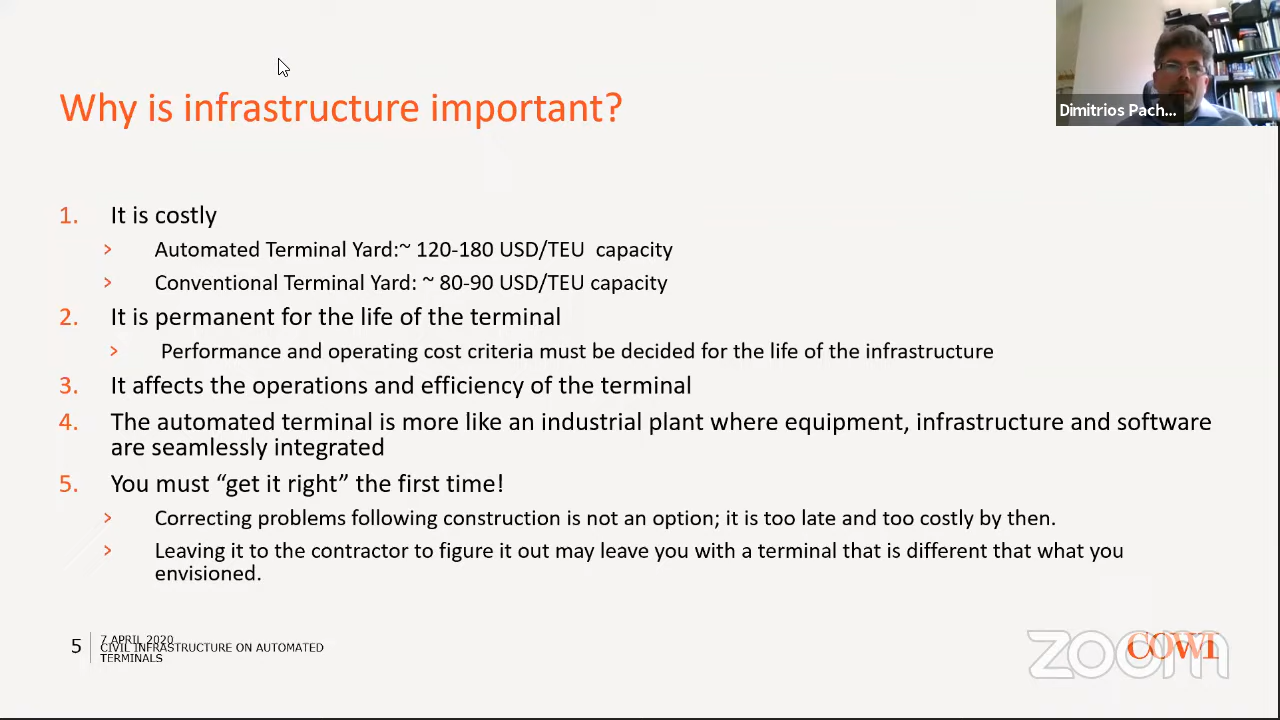 Why is infrastructure important?
Dimitrios Pach...
1. It is costly
> Automated Terminal Yard:~ 120-180 USD/TEU capacity
> Conventional Terminal Yard: ~ 80-90 USD/TEU capacity
2. It is permanent for the life of the terminal
> Performance and operating cost criteria must be decided for the life of the infrastructure
3. It affects the operations and efficiency of the terminal
4. The automated terminal is more like an industrial plant where equipment, infrastructure and software
are seamlessly integrated
5. You must “get it right” the first time!
> Correcting problems following construction is not an option; it is too late and too costly by then.
> Leaving it to the contractor to figure it out may leave you with a terminal that is different that what you
envisioned.
5
7 APRIL 2020
CIVIL INFRASTRUCTURE ON AUTOMATED
TERMINALS
COWI
zoom